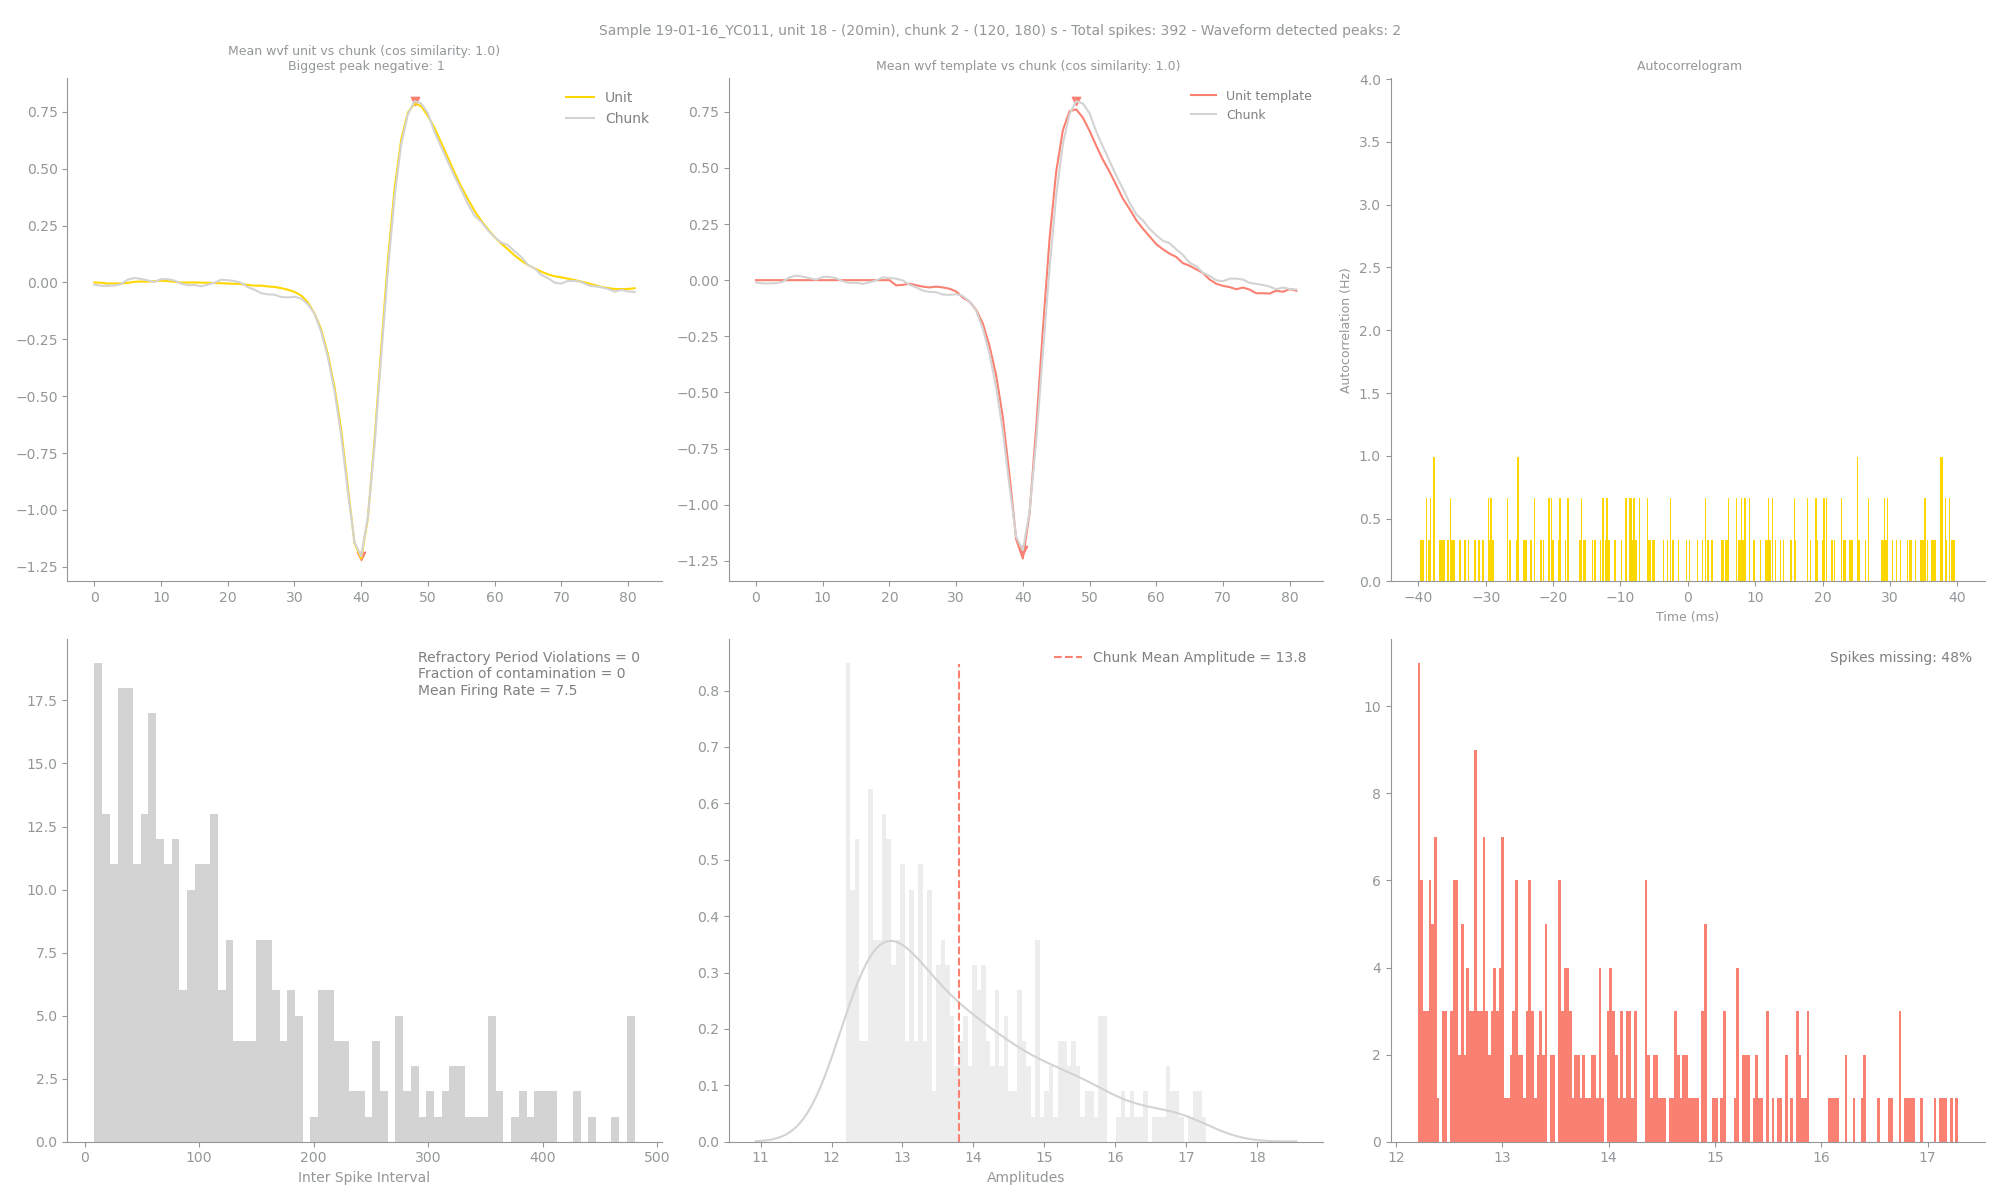 Sample 19-01-16_YC011, unit 18 - (20min), chunk 2 - (120, 180) s - Total spikes: 392 - Waveform detected peaks: 2
Mean wvf unit vs chunk (cos similarity: 1.0)
Biggest peak negative: 1
Unit
Chunk
0.75
0.50
0.25
0.00
−0.25
−0.50
−0.75
−1.00
−1.25
0 10 20 30 40 50 60 70 80
Mean wvf template vs chunk (cos similarity: 1.0)
Unit template
Chunk
0.75
0.50
0.25
0.00
−0.25
−0.50
−0.75
−1.00
−1.25
0 10 20 30 40 50 60 70 80
Autocorrelogram
Autocorrelation (Hz)
4.0
3.5
3.0
2.5
2.0
1.5
1.0
0.5
0.0
−40 −30 −20 −10 0 10 20 30 40
Time (ms)
Refractory Period Violations = 0
Fraction of contamination = 0
Mean Firing Rate = 7.5
17.5
15.0
12.5
10.0
7.5
5.0
2.5
0.0
0 100 200 300 400 500
Inter Spike Interval
Chunk Mean Amplitude = 13.8
0.8
0.7
0.6
0.5
0.4
0.3
0.2
0.1
0.0
11 12 13 14 15 16 17 18
Amplitudes
Spikes missing: 48%
10
8
6
4
2
0
12 13 14 15 16 17